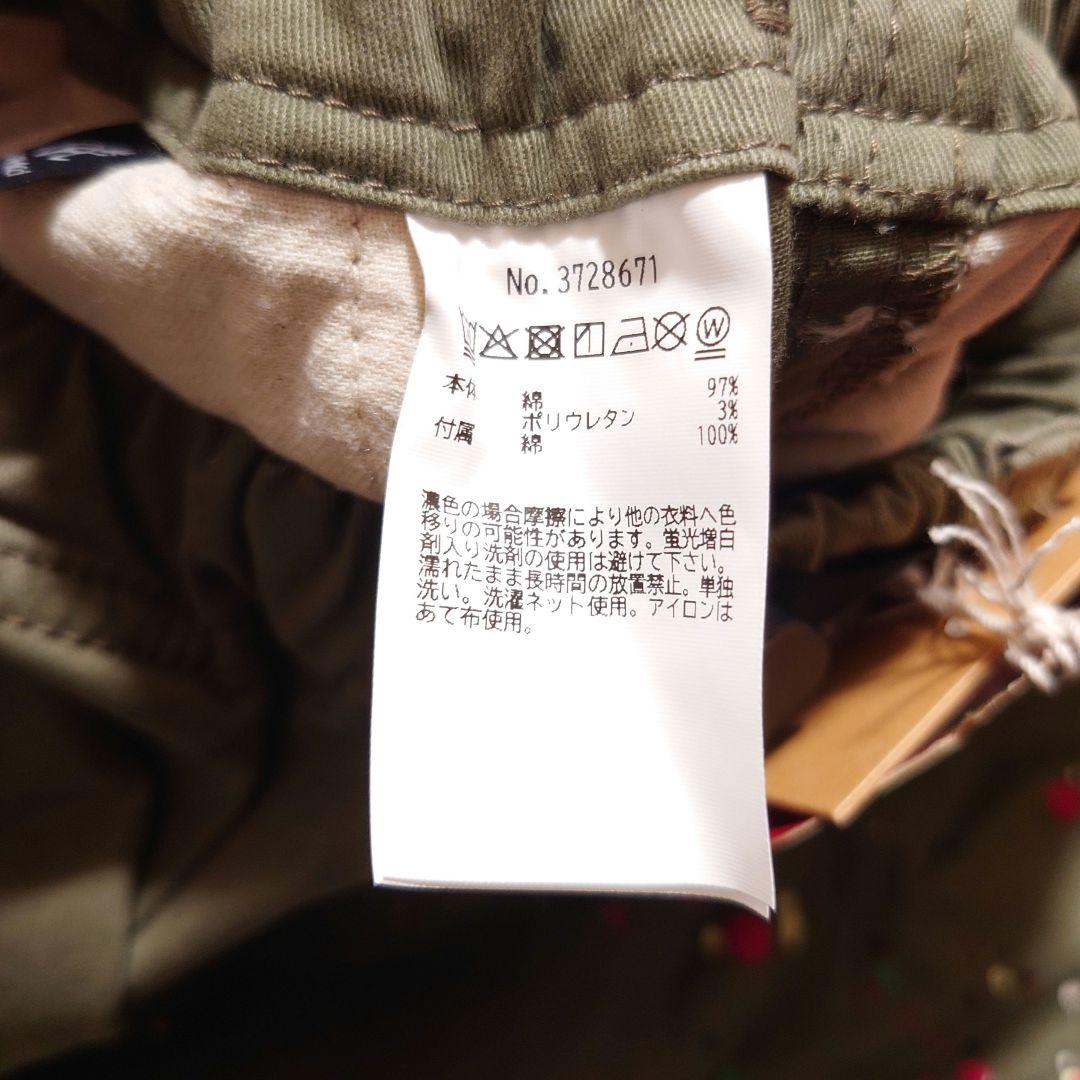 No. 3728671
W
本体 綿 97%
ポリウレタン 3%
付属 綿 100%
濃色の場合摩擦により他の衣料へ色
移りの可能性があります。蛍光増白
剤入り洗剤の使用は避けて下さい。
濡れたまま長時間の放置禁止。単独
洗い。洗濯ネット使用。アイロンは
あて布使用。